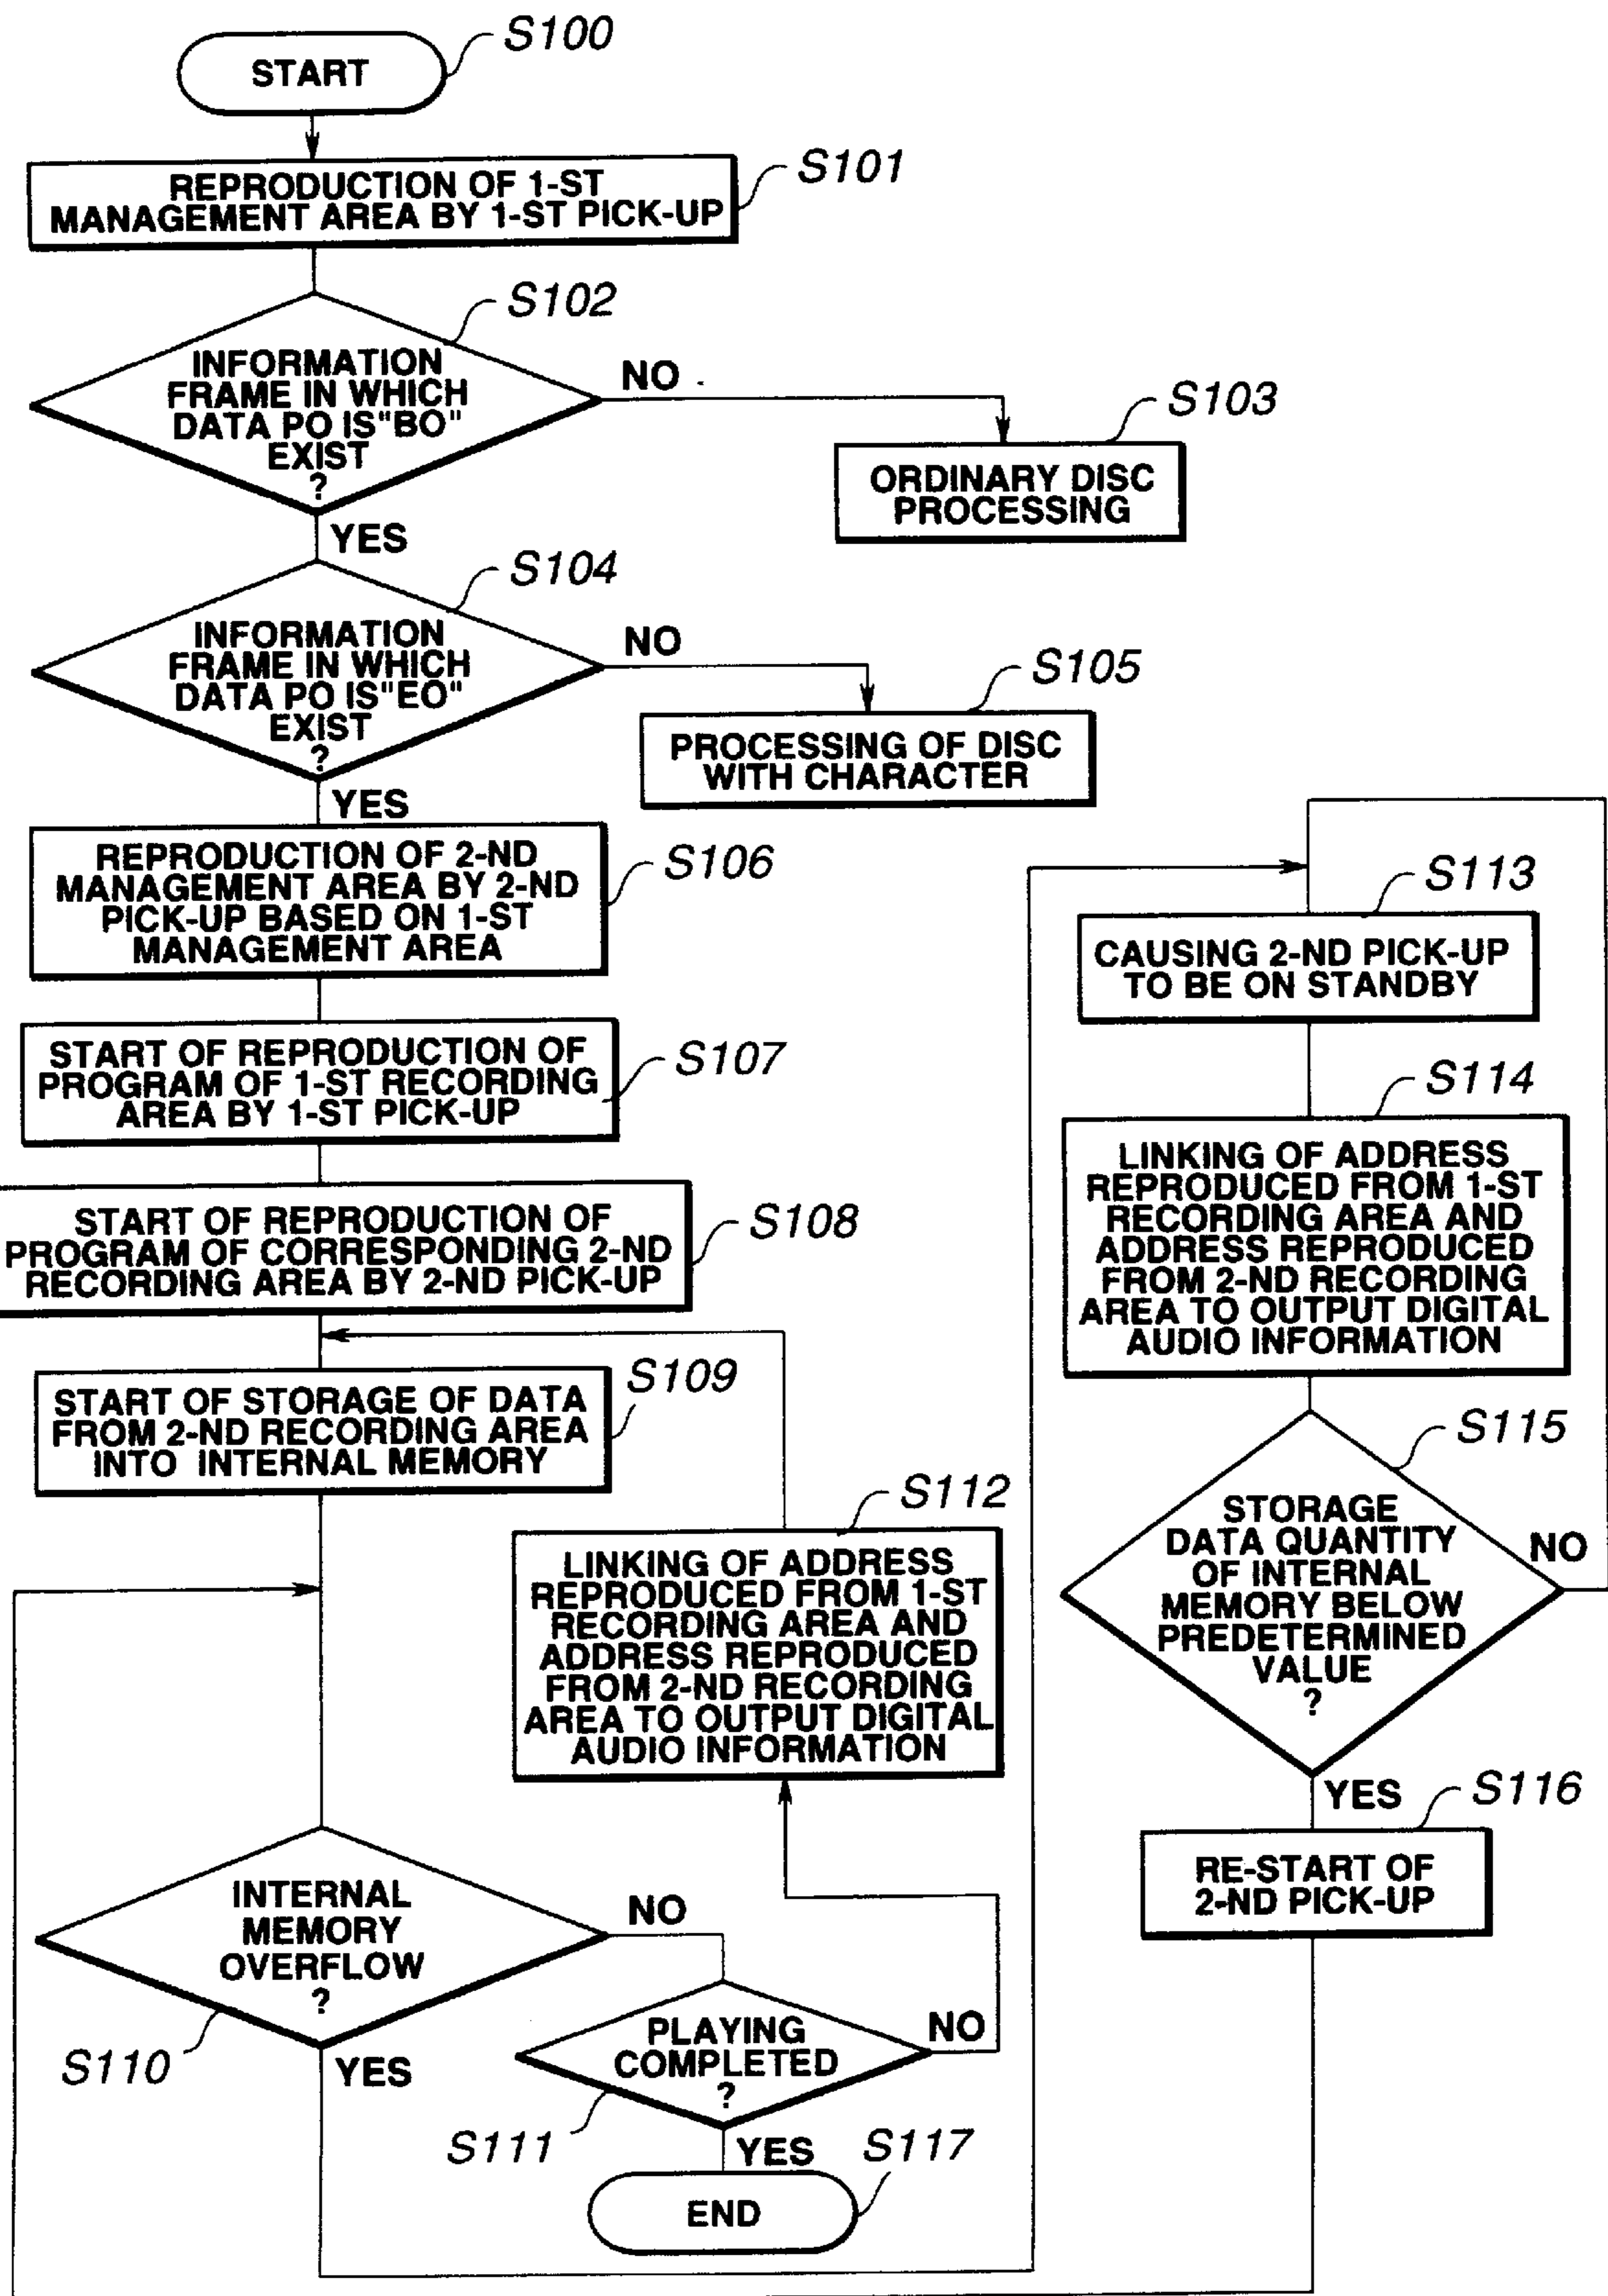 START
S100
REPRODUCTION OF 1-ST
MANAGEMENT AREA BY 1-ST PICK-UP
S101
S102
INFORMATION
FRAME IN WHICH
DATA PO IS"BO"
EXIST
?
NO
YES
S103
ORDINARY DISC
PROCESSING
S104
INFORMATION
FRAME IN WHICH
DATA PO IS"EO"
EXIST
?
NO
YES
S105
PROCESSING OF DISC
WITH CHARACTER
REPRODUCTION OF 2-ND
MANAGEMENT AREA BY 2-ND
PICK-UP BASED ON 1-ST
MANAGEMENT AREA
S106
START OF REPRODUCTION OF
PROGRAM OF 1-ST RECORDING
AREA BY 1-ST PICK-UP
S107
START OF REPRODUCTION OF
PROGRAM OF CORRESPONDING 2-ND
RECORDING AREA BY 2-ND PICK-UP
S108
START OF STORAGE OF DATA
FROM 2-ND RECORDING AREA
INTO INTERNAL MEMORY
S109
INTERNAL
MEMORY
OVERFLOW
?
S110
NO
YES
PLAYING
COMPLETED
?
S111
NO
YES
S112
LINKING OF ADDRESS
REPRODUCED FROM 1-ST
RECORDING AREA AND
ADDRESS REPRODUCED
FROM 2-ND RECORDING
AREA TO OUTPUT DIGITAL
AUDIO INFORMATION
S117
END
S113
CAUSING 2-ND PICK-UP
TO BE ON STANDBY
S114
LINKING OF ADDRESS
REPRODUCED FROM 1-ST
RECORDING AREA AND
ADDRESS REPRODUCED
FROM 2-ND RECORDING
AREA TO OUTPUT DIGITAL
AUDIO INFORMATION
S115
STORAGE
DATA QUANTITY
OF INTERNAL
MEMORY BELOW
PREDETERMINED
VALUE
?
NO
YES
S116
RE-START OF
2-ND PICK-UP